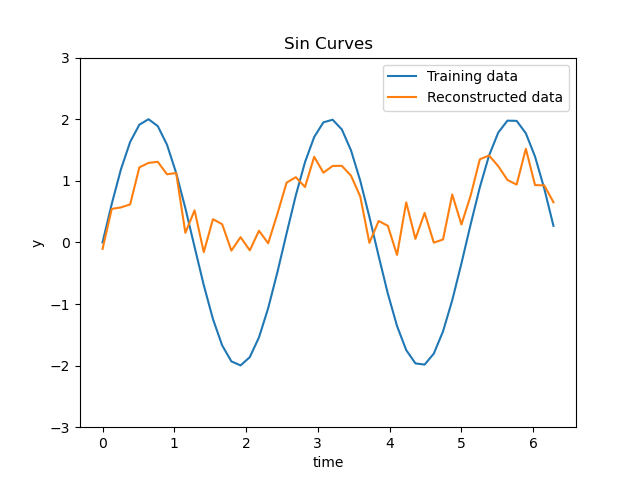 Sin Curves
Training data
Reconstructed data
3
2
1
0
−1
−2
−3
y
0
1
2
3
4
5
6
time